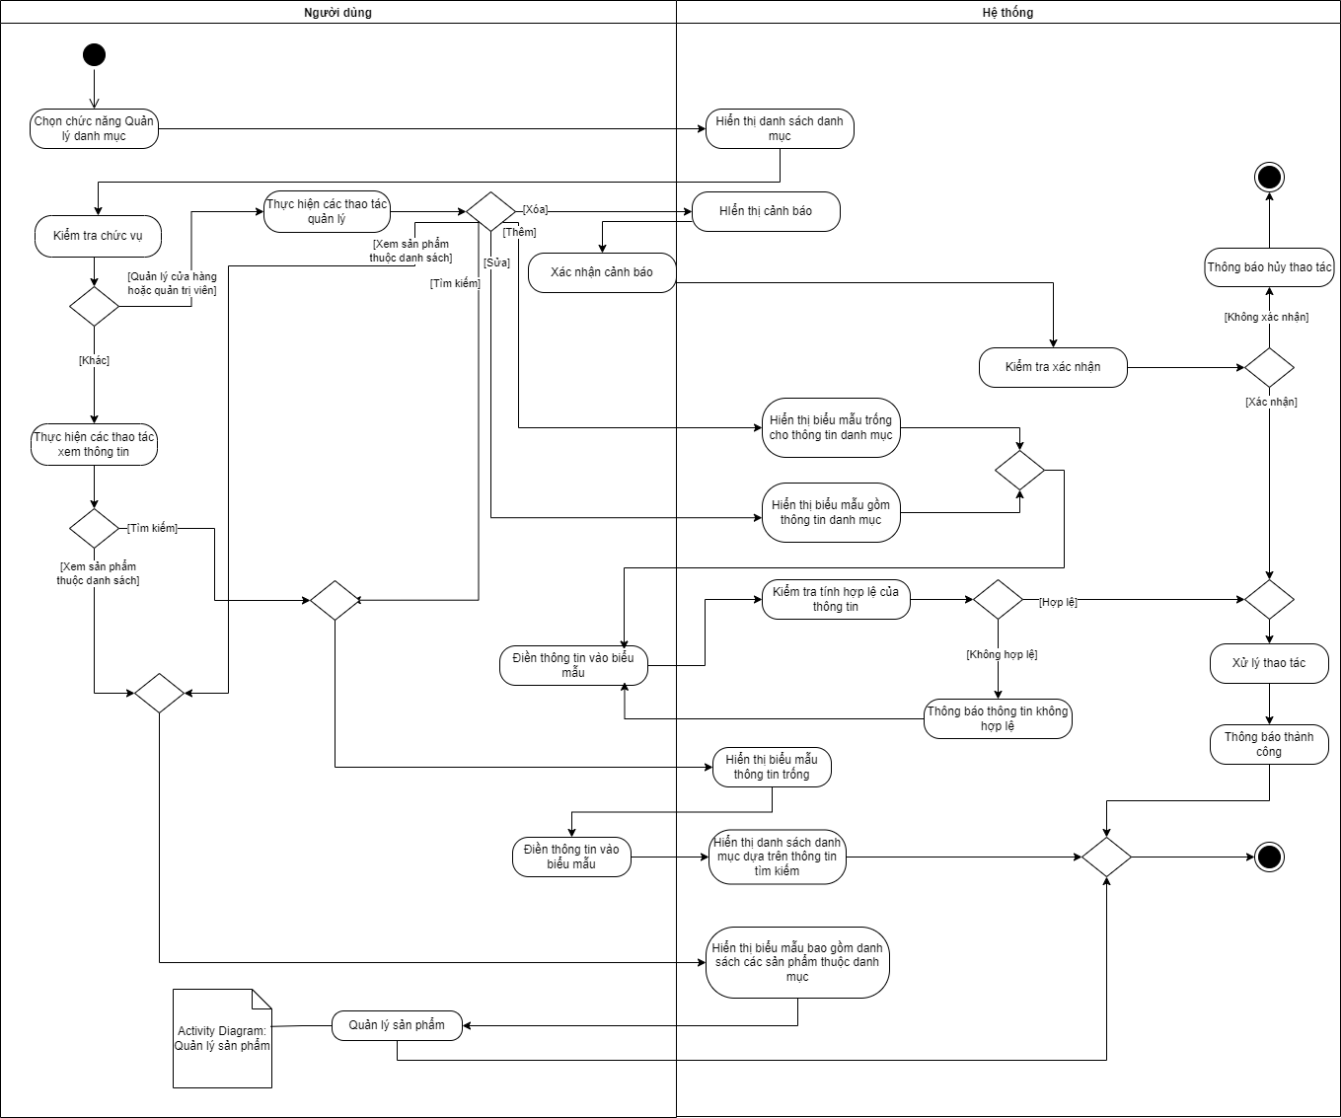 Người dùng
Hệ thống
Chọn chức năng Quản
lý danh mục
Hiển thị danh sách danh
mục
Kiểm tra chức vụ
Thực hiện các thao tác
quản lý
[Xóa]
HIển thị cảnh báo
[Thêm]
[Xem sản phẩm
thuộc danh sách]
[Sửa]
[Tìm kiếm]
Xác nhận cảnh báo
Thông báo hủy thao tác
[Quản lý cửa hàng
hoặc quản trị viên]
[Không xác nhận]
[Khác]
Kiểm tra xác nhận
[Xác nhận]
Thực hiện các thao tác
xem thông tin
Hiển thị biểu mẫu trống
cho thông tin danh mục
Hiển thị biểu mẫu gồm
thông tin danh mục
[Tìm kiếm]
[Xem sản phẩm
thuộc danh sách]
Kiểm tra tính hợp lệ của
thông tin
[Hợp lệ]
[Không hợp lệ]
Điền thông tin vào biểu
mẫu
Xử lý thao tác
Thông báo thông tin không
hợp lệ
Thông báo thành
công
Hiển thị biểu mẫu
thông tin trống
Điền thông tin vào
biểu mẫu
Hiển thị danh sách danh
mục dựa trên thông tin
tìm kiếm
Hiển thị biểu mẫu bao gồm danh
sách các sản phẩm thuộc danh
mục
Activity Diagram:
Quản lý sản phẩm
Quản lý sản phẩm